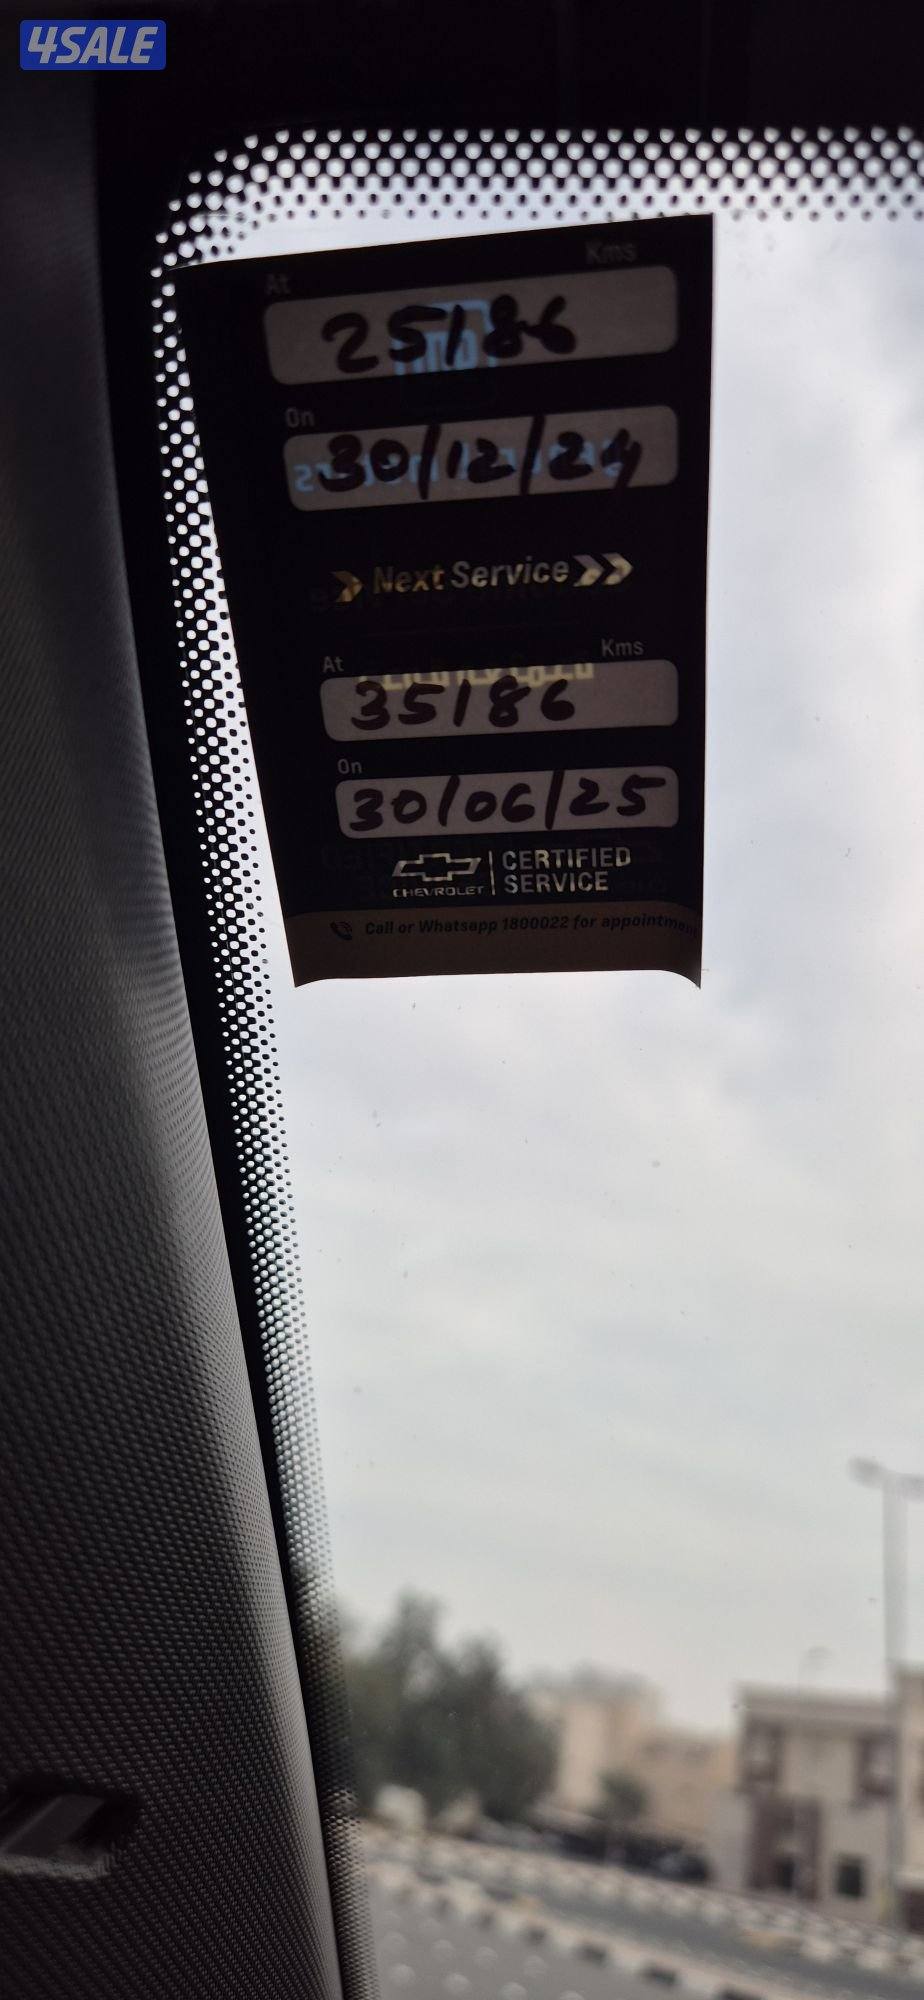 4SALE
At Kms
25186
On
30/12/24
Next Service
At Kms
35186
On
30/06/25
CHEVROLET CERTIFIED
SERVICE
Call or Whatsapp 1800022 for appointment